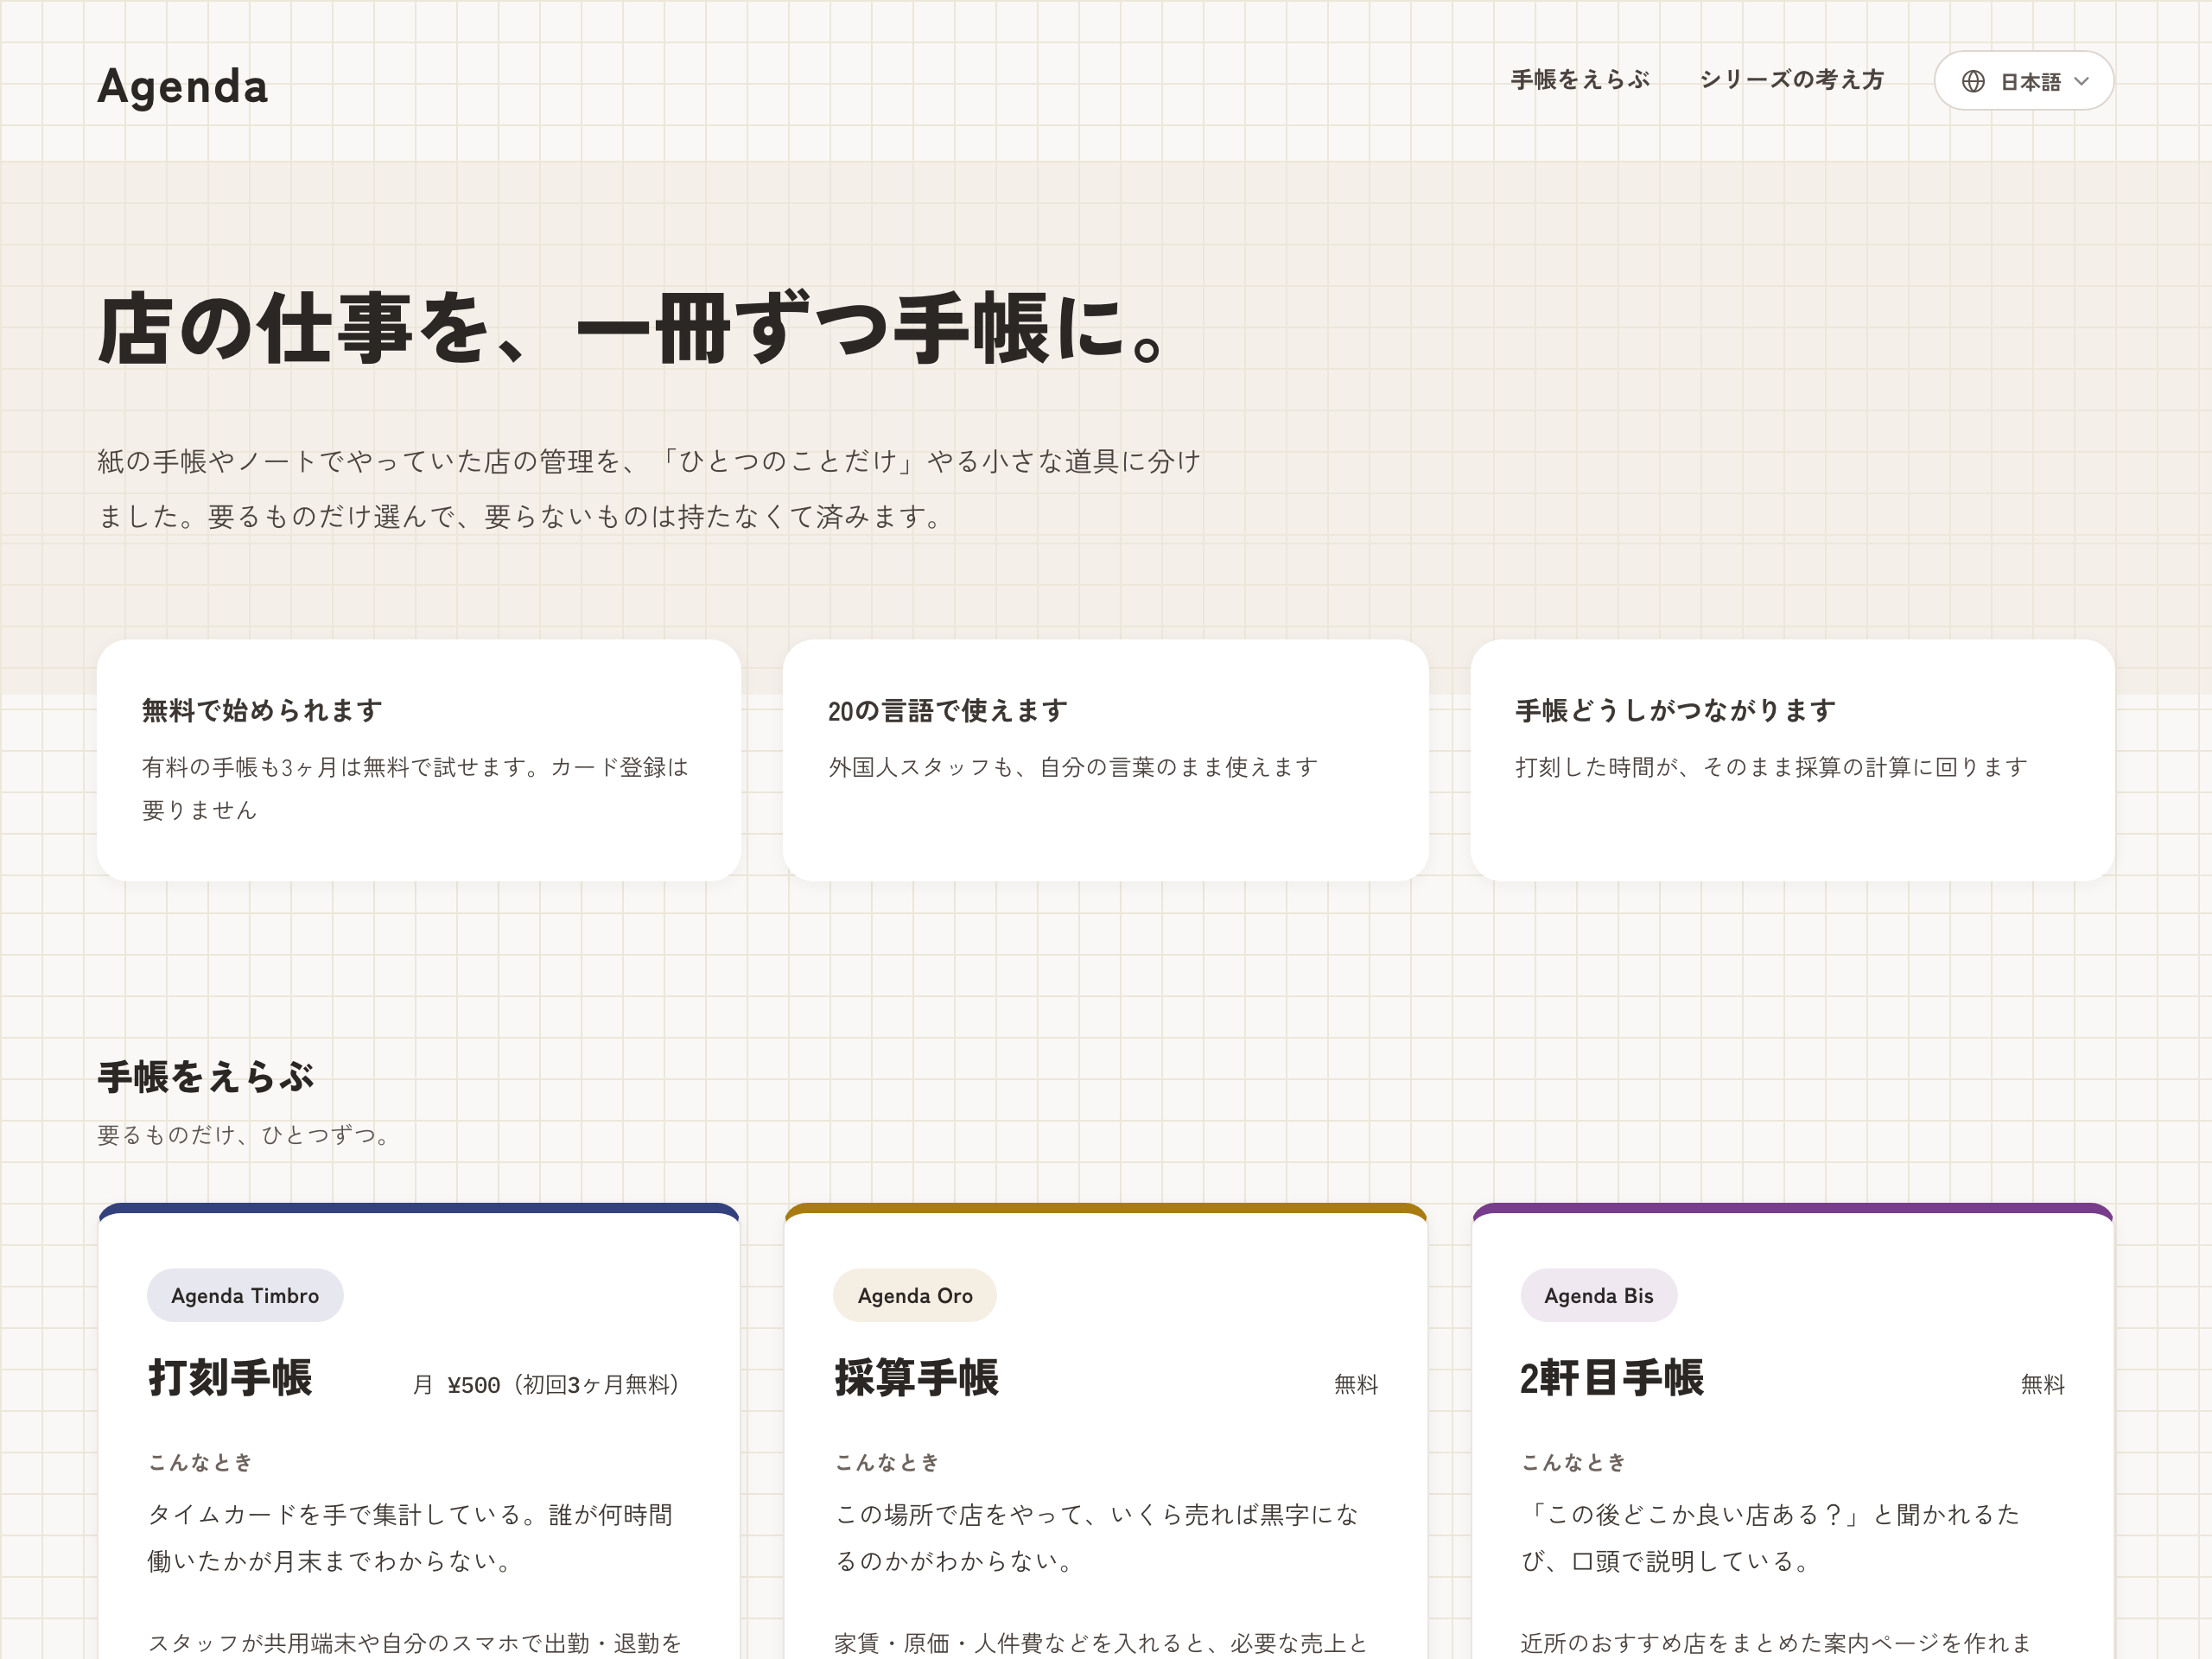 Agenda
手帳をえらぶ
シリーズの考え方
日本語
店の仕事を、一冊ずつ手帳に。
紙の手帳やノートでやっていた店の管理を、「ひとつのことだけ」やる小さな道具に分け
ました。要るものだけ選んで、要らないものは持たなくて済みます。
無料で始められます
有料の手帳も3ヶ月は無料で試せます。カード登録は
要りません
20の言語で使えます
外国人スタッフも、自分の言葉のまま使えます
手帳どうしがつながります
打刻した時間が、そのまま採算の計算に回ります
手帳をえらぶ
要るものだけ、ひとつずつ。
Agenda Timbro
打刻手帳
月 ¥500（初回3ヶ月無料）
こんなとき
タイムカードを手で集計している。誰が何時間
働いたかが月末までわからない。
スタッフが共用端末や自分のスマホで出勤・退勤を
Agenda Oro
採算手帳
無料
こんなとき
この場所で店をやって、いくら売れば黒字にな
るのかがわからない。
家賃・原価・人件費などを入れると、必要な売上と
Agenda Bis
2軒目手帳
無料
こんなとき
「この後どこか良い店ある？」と聞かれるた
び、口頭で説明している。
近所のおすすめ店をまとめた案内ページを作れま